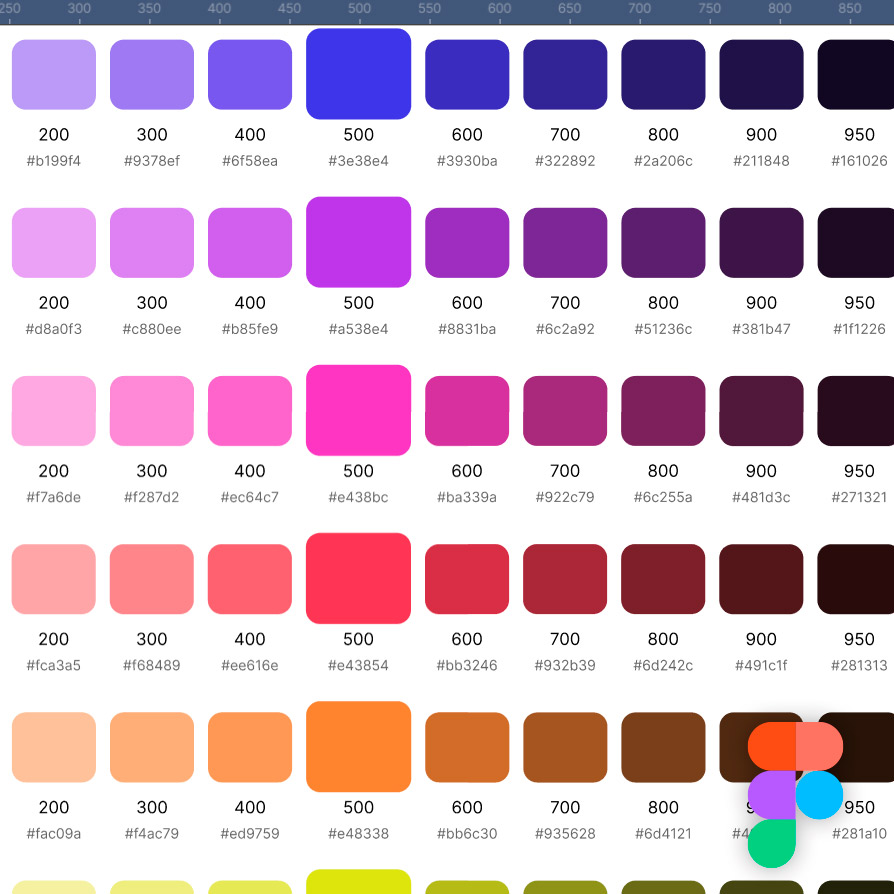 250 300 350 400 450 500 550 600 650 700 750 800 850
200 300 400 500 600 700 800 900 950
#b199f4 #9378ef #6f58ea #3e38e4 #3930ba #322892 #2a206c #211848 #161026
200 300 400 500 600 700 800 900 950
#d8a0f3 #c880ee #b85fe9 #a538e4 #8831ba #6c2a92 #51236c #381b47 #1f1226
200 300 400 500 600 700 800 900 950
#f7a6de #f287d2 #ec64c7 #e438bc #ba339a #922c79 #6c255a #481d3c #271321
200 300 400 500 600 700 800 900 950
#fca3a5 #f68489 #ee616e #e43854 #bb3246 #932b39 #6d242c #491c1f #281313
200 300 400 500 600 700 800 950
#fac09a #f4ac79 #ed9759 #e48338 #bb6c30 #935628 #6d4121 #281a10